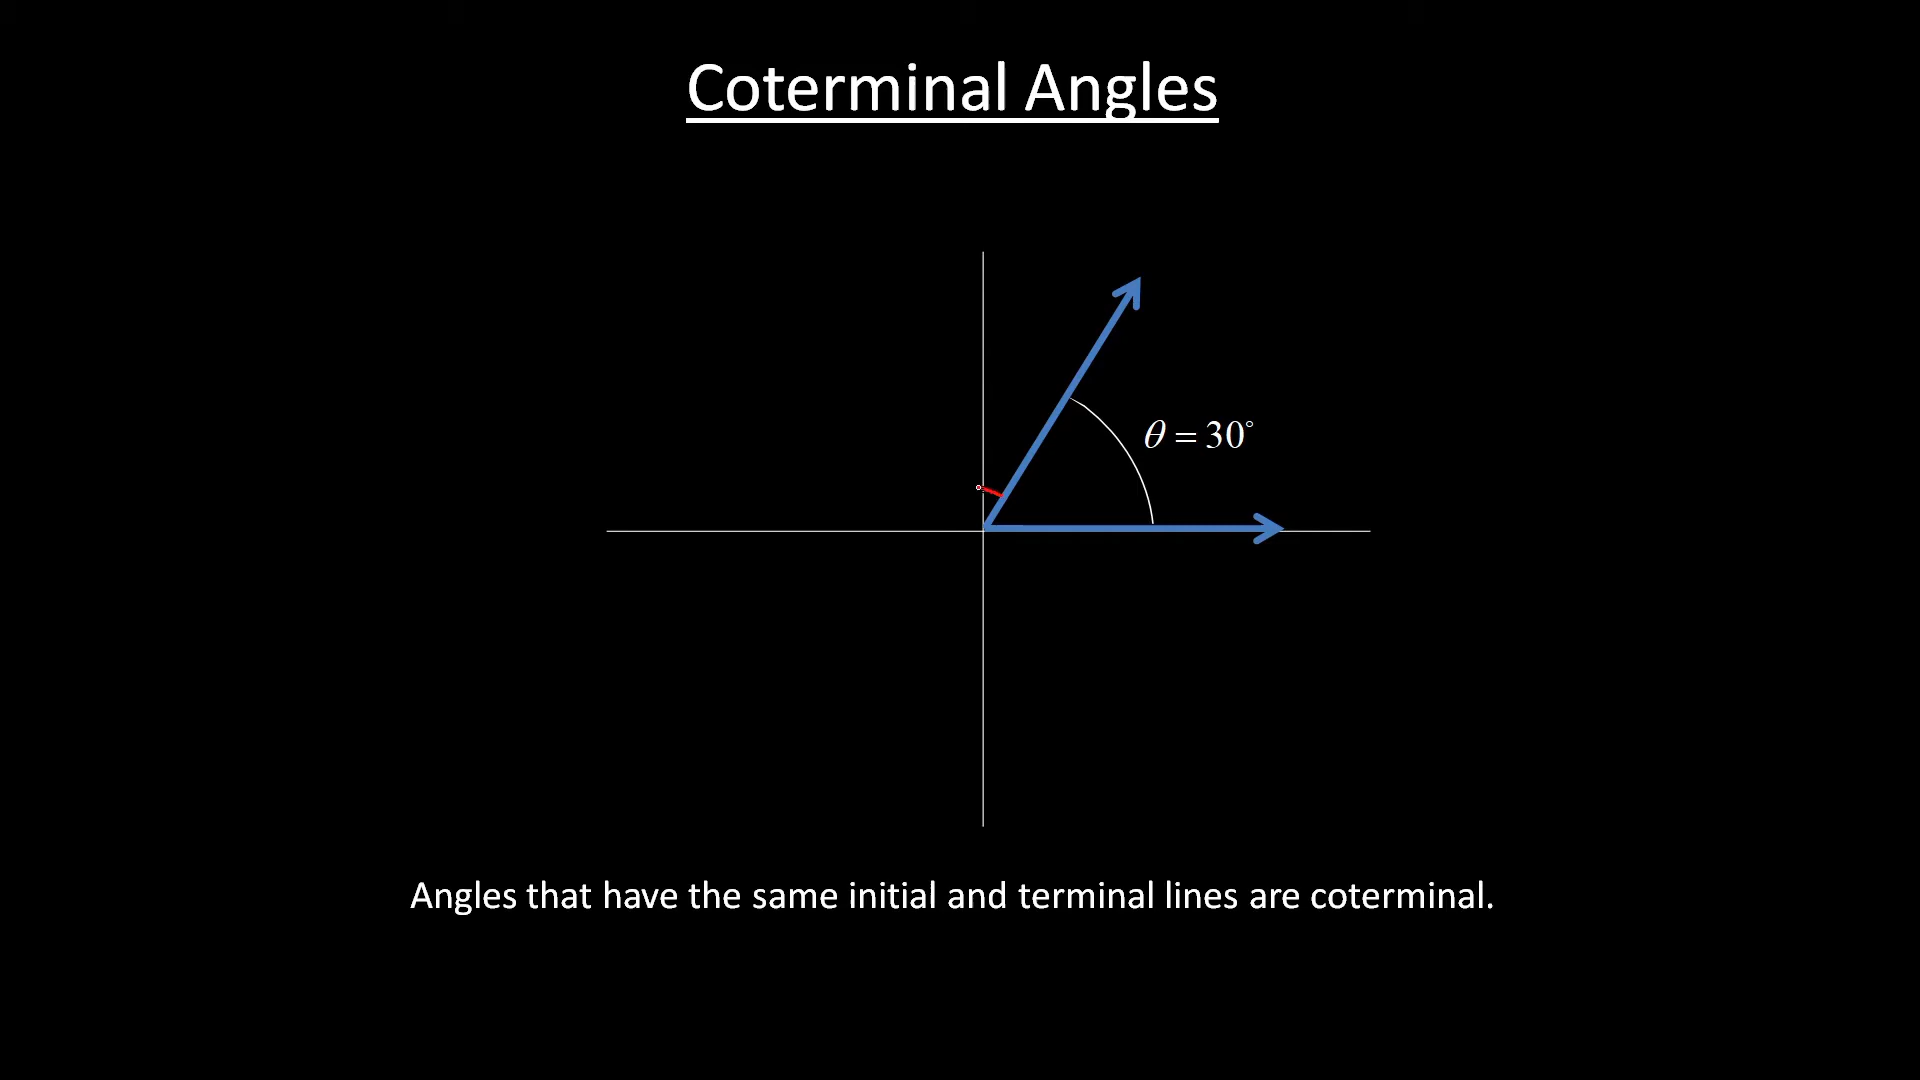 Coterminal Angles
θ = 30°
Angles that have the same initial and terminal lines are coterminal.